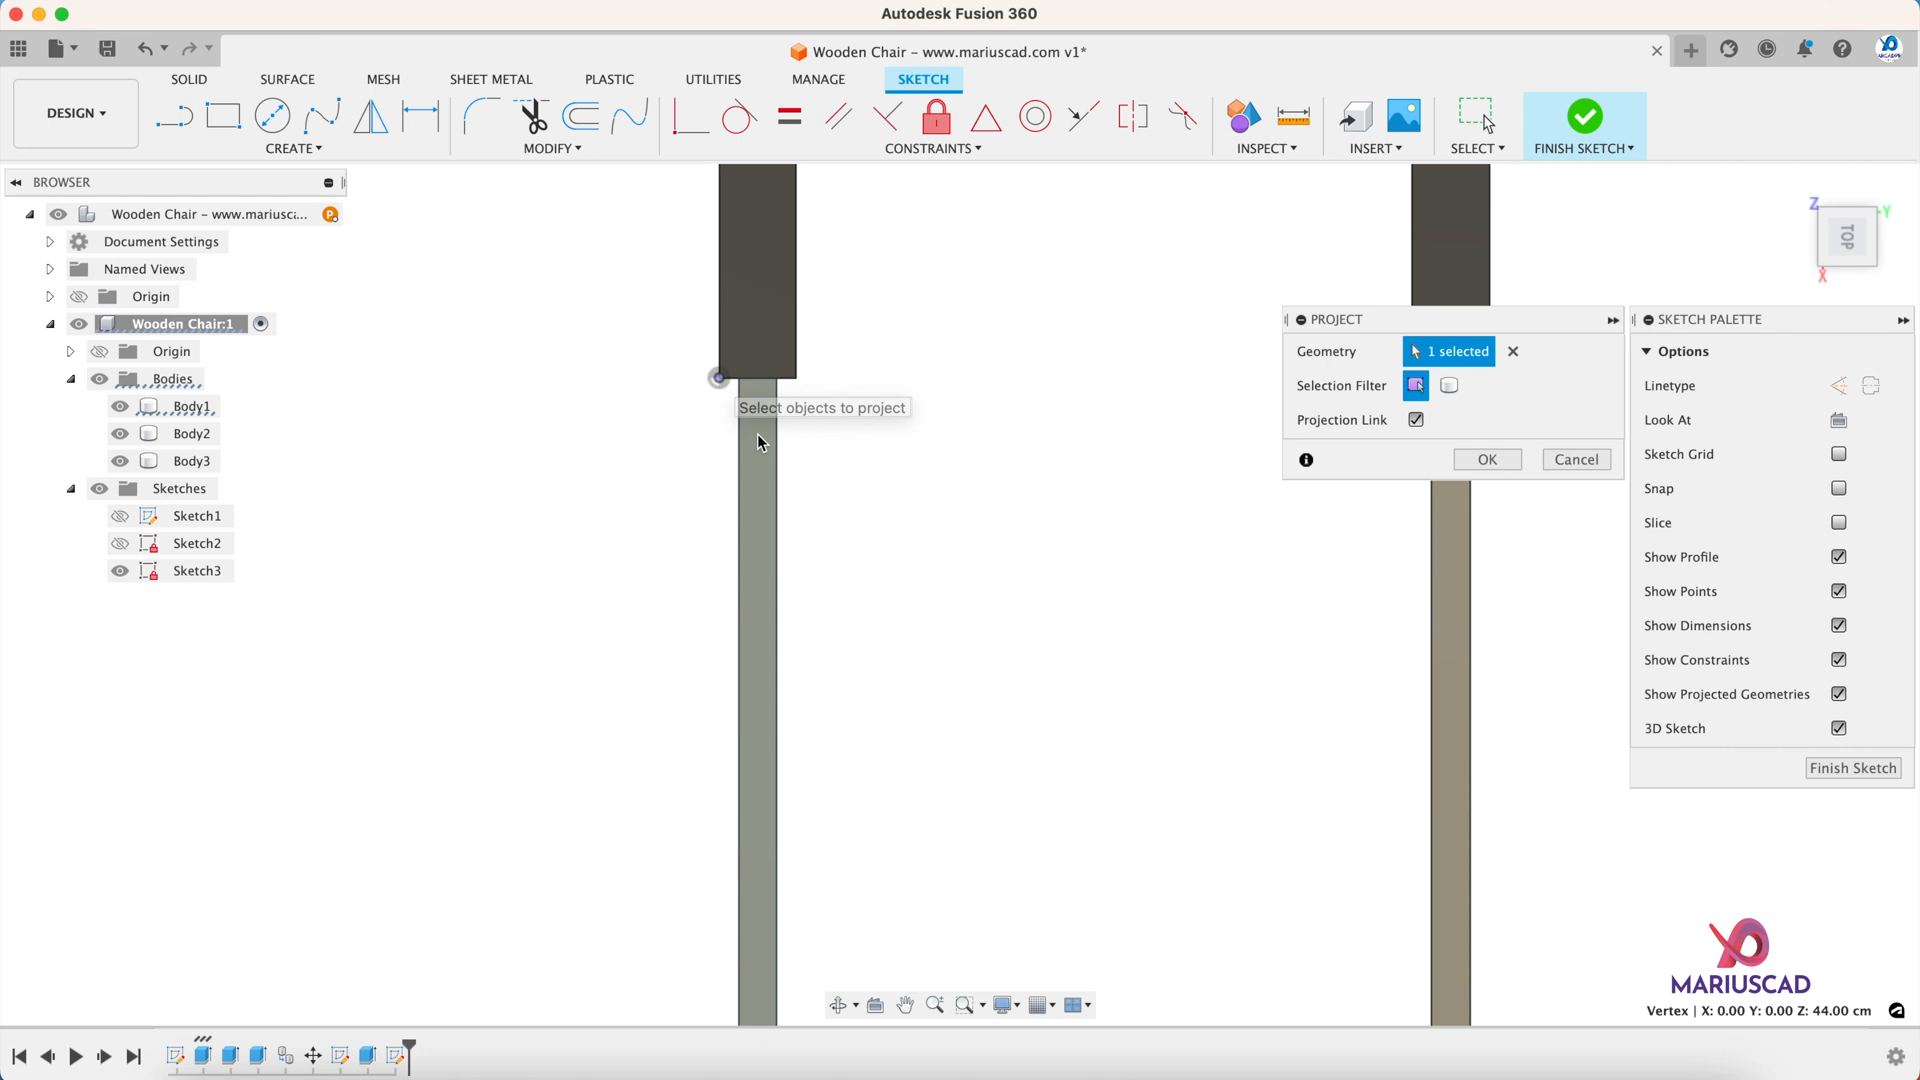 Autodesk Fusion 360
Wooden Chair – www.mariuscad.com v1*
SOLID SURFACE MESH SHEET METAL PLASTIC UTILITIES MANAGE SKETCH
DESIGN ▾
CREATE ▾ MODIFY ▾ CONSTRAINTS ▾ INSPECT ▾ INSERT ▾ SELECT ▾ FINISH SKETCH ▾
BROWSER
Wooden Chair – www.mariusc... P
Document Settings
Named Views
Origin
Wooden Chair:1
Origin
Bodies
Body1
Body2
Body3
Sketches
Sketch1
Sketch2
Sketch3
Select objects to project
Z
Y
TOP
X
PROJECT
Geometry 1 selected
Selection Filter
Projection Link
OK Cancel
SKETCH PALETTE
Options
Linetype
Look At
Sketch Grid
Snap
Slice
Show Profile
Show Points
Show Dimensions
Show Constraints
Show Projected Geometries
3D Sketch
Finish Sketch
MARIUSCAD
Vertex | X: 0.00 Y: 0.00 Z: 44.00 cm